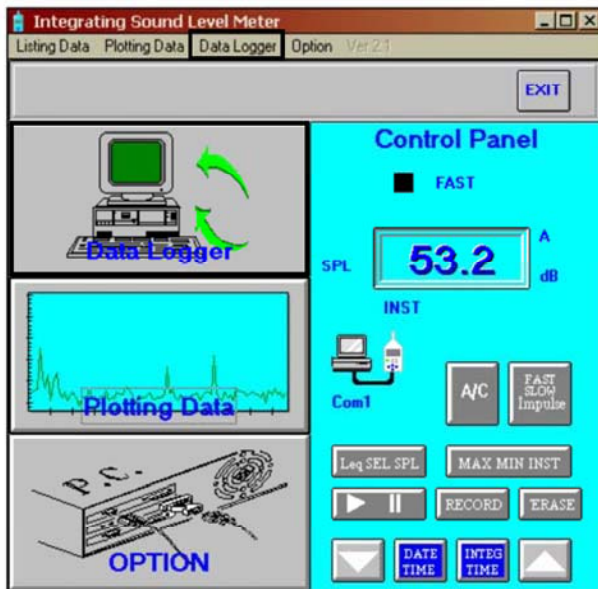 Integrating Sound Level Meter
Listing Data Plotting Data Data Logger Option Ver 2.1
EXIT
Data Logger
Plotting Data
P.C.
OPTION
Control Panel
FAST
SPL 53.2 A dB
INST
Com1
A/C
FAST
SLOW
Impulse
Leq SEL SPL MAX MIN INST
RECORD ERASE
DATE
TIME
INTEG
TIME